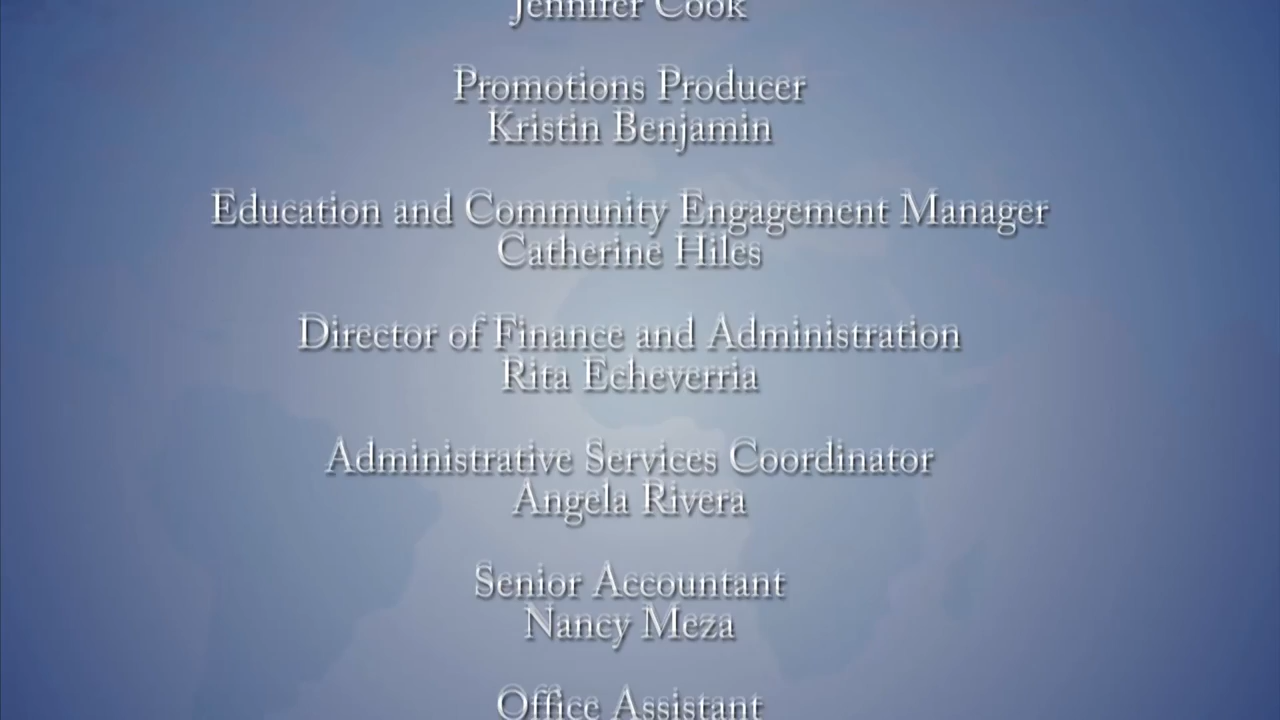 Jennifer Cook
Promotions Producer
Kristin Benjamin
Education and Community Engagement Manager
Catherine Hiles
Director of Finance and Administration
Rita Echeverria
Administrative Services Coordinator
Angela Rivera
Senior Accountant
Nancy Meza
Office Assistant